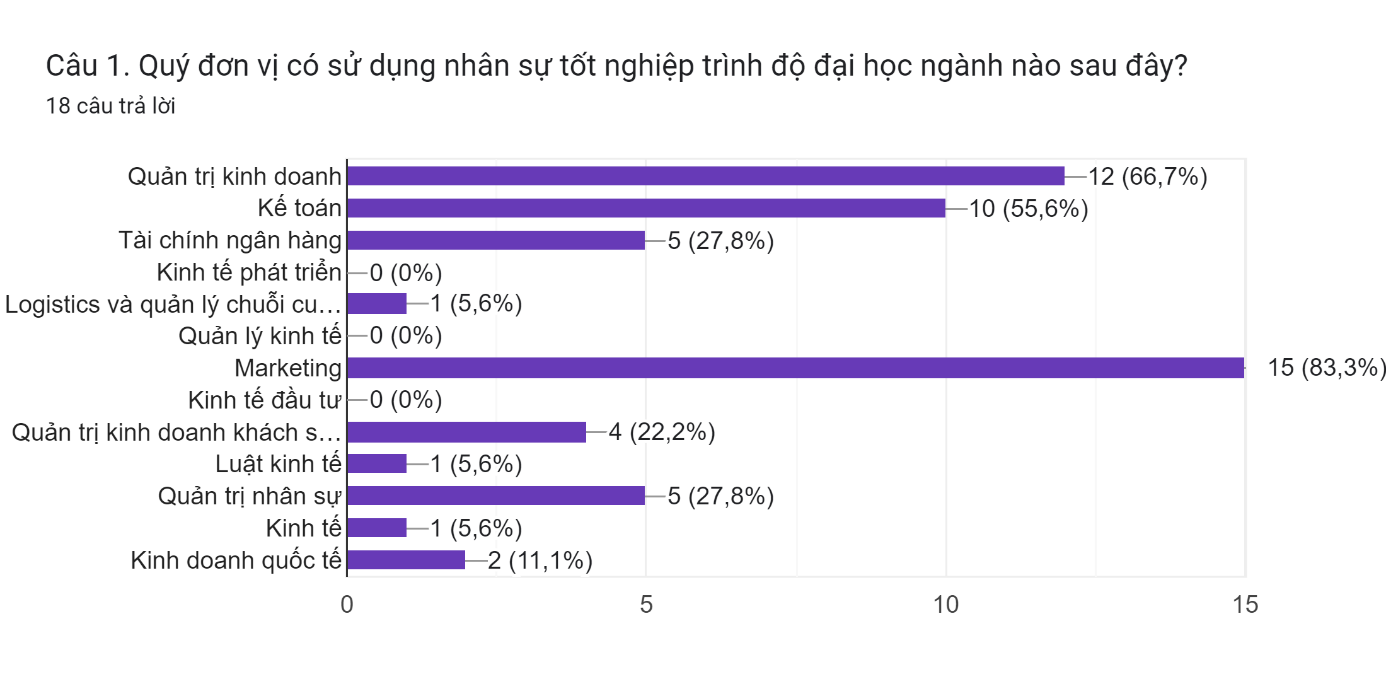 Câu 1. Quý đơn vị có sử dụng nhân sự tốt nghiệp trình độ đại học ngành nào sau đây?
18 câu trả lời
Quản trị kinh doanh 12 (66,7%)
Kế toán 10 (55,6%)
Tài chính ngân hàng 5 (27,8%)
Kinh tế phát triển 0 (0%)
Logistics và quản lý chuỗi cu… 1 (5,6%)
Quản lý kinh tế 0 (0%)
Marketing 15 (83,3%)
Kinh tế đầu tư 0 (0%)
Quản trị kinh doanh khách s… 4 (22,2%)
Luật kinh tế 1 (5,6%)
Quản trị nhân sự 5 (27,8%)
Kinh tế 1 (5,6%)
Kinh doanh quốc tế 2 (11,1%)
0 5 10 15